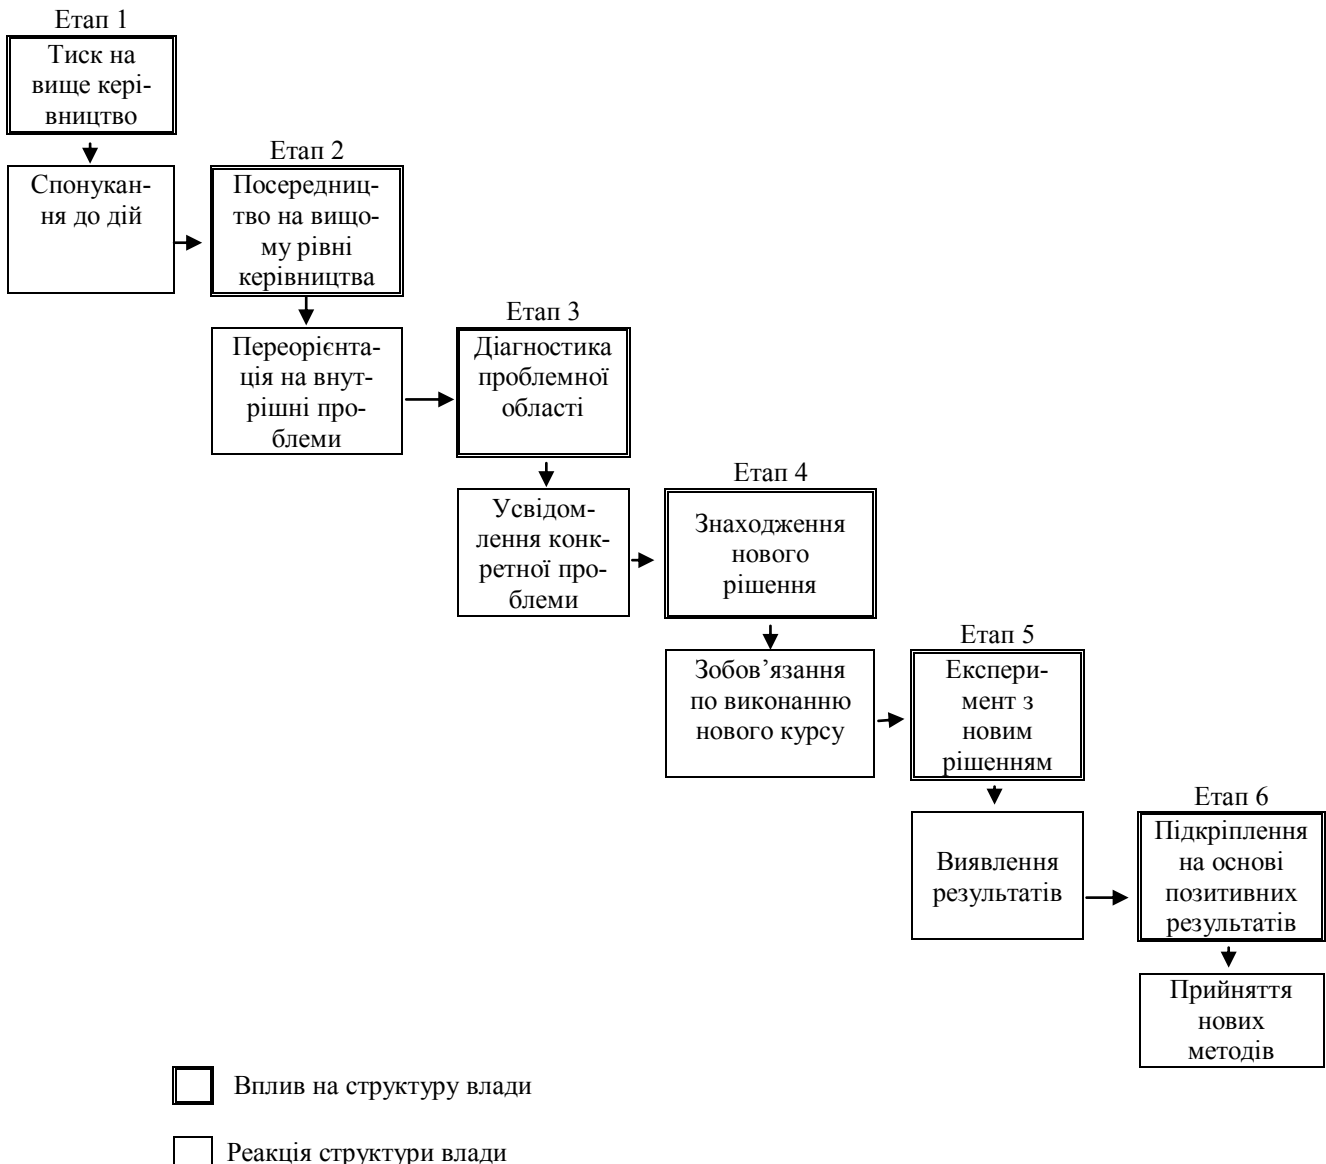 Етап 1
Тиск на
вище кері-
вництво
Спонукан-
ня до дій
Етап 2
Посередниц-
тво на вищо-
му рівні
керівництва
Переорієнта-
ція на внут-
рішні про-
блеми
Етап 3
Діагностика
проблемної
області
Усвідом-
лення конк-
ретної про-
блеми
Етап 4
Знаходження
нового
рішення
Зобов’язання
по виконанню
нового курсу
Етап 5
Експери-
мент з
новим
рішенням
Виявлення
результатів
Етап 6
Підкріплення
на основі
позитивних
результатів
Прийняття
нових
методів
Вплив на структуру влади
Реакція структури влади